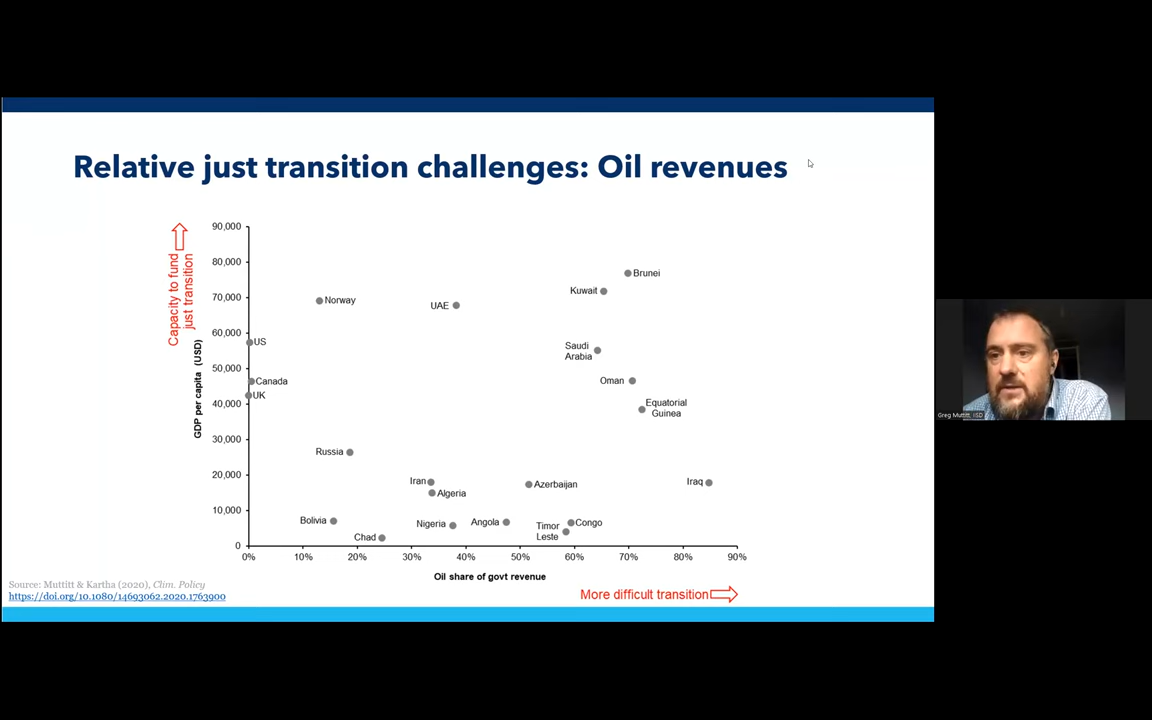 Relative just transition challenges: Oil revenues
Capacity to fund
just transition
GDP per capita (USD)
90,000
80,000
70,000
60,000
50,000
40,000
30,000
20,000
10,000
0
Brunei
Kuwait
Norway
UAE
US
Saudi
Arabia
Canada
Oman
UK
Equatorial
Guinea
Russia
Iran
Algeria
Azerbaijan
Iraq
Bolivia
Nigeria
Angola
Timor
Leste
Congo
Chad
0%
10%
20%
30%
40%
50%
60%
70%
80%
90%
Oil share of govt revenue
More difficult transition
Source: Muttitt & Kartha (2020), Clim. Policy
https://doi.org/10.1080/14693062.2020.1763900
Greg Muttitt, IISD